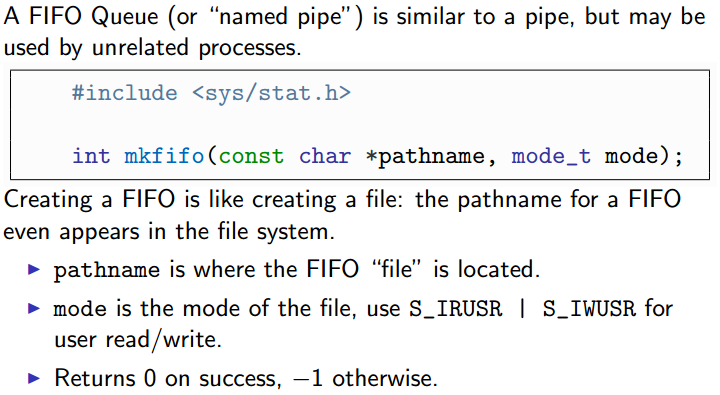 A FIFO Queue (or “named pipe”) is similar to a pipe, but may be
used by unrelated processes.
#include <sys/stat.h>
int mkfifo(const char *pathname, mode_t mode);
Creating a FIFO is like creating a file: the pathname for a FIFO
even appears in the file system.
▶ pathname is where the FIFO “file” is located.
▶ mode is the mode of the file, use S_IRUSR | S_IWUSR for
user read/write.
▶ Returns 0 on success, −1 otherwise.